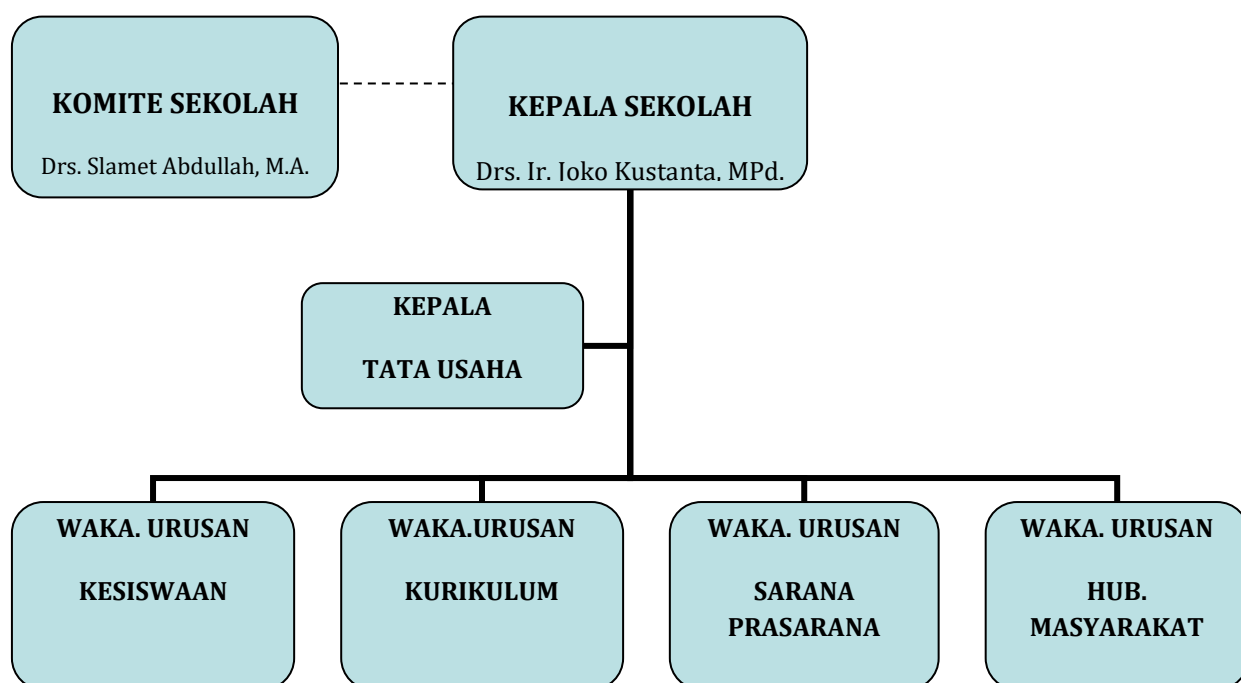 KOMITE SEKOLAH
Drs. Slamet Abdullah, M.A.
KEPALA SEKOLAH
Drs. Ir. Joko Kustanta. MPd.
KEPALA
TATA USAHA
WAKA. URUSAN
KESISWAAN
WAKA.URUSAN
KURIKULUM
WAKA. URUSAN
SARANA
PRASARANA
WAKA. URUSAN
HUB.
MASYARAKAT